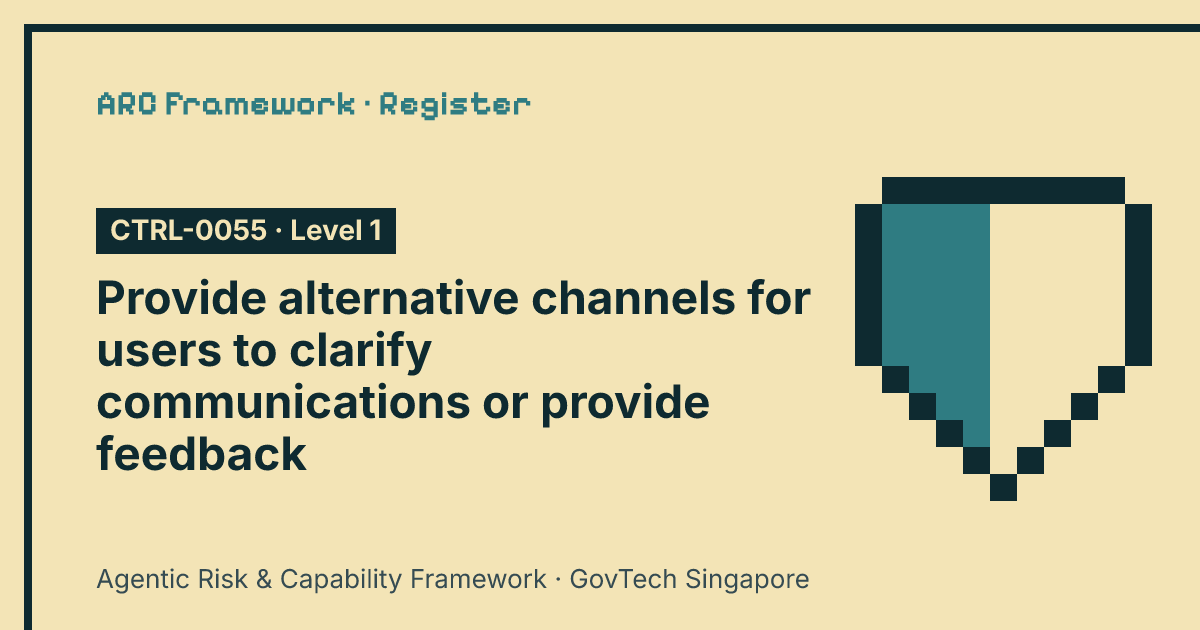 ARC Framework · Register
CTRL-0055 · Level 1
Provide alternative channels for
users to clarify
communications or provide
feedback
Agentic Risk & Capability Framework · GovTech Singapore